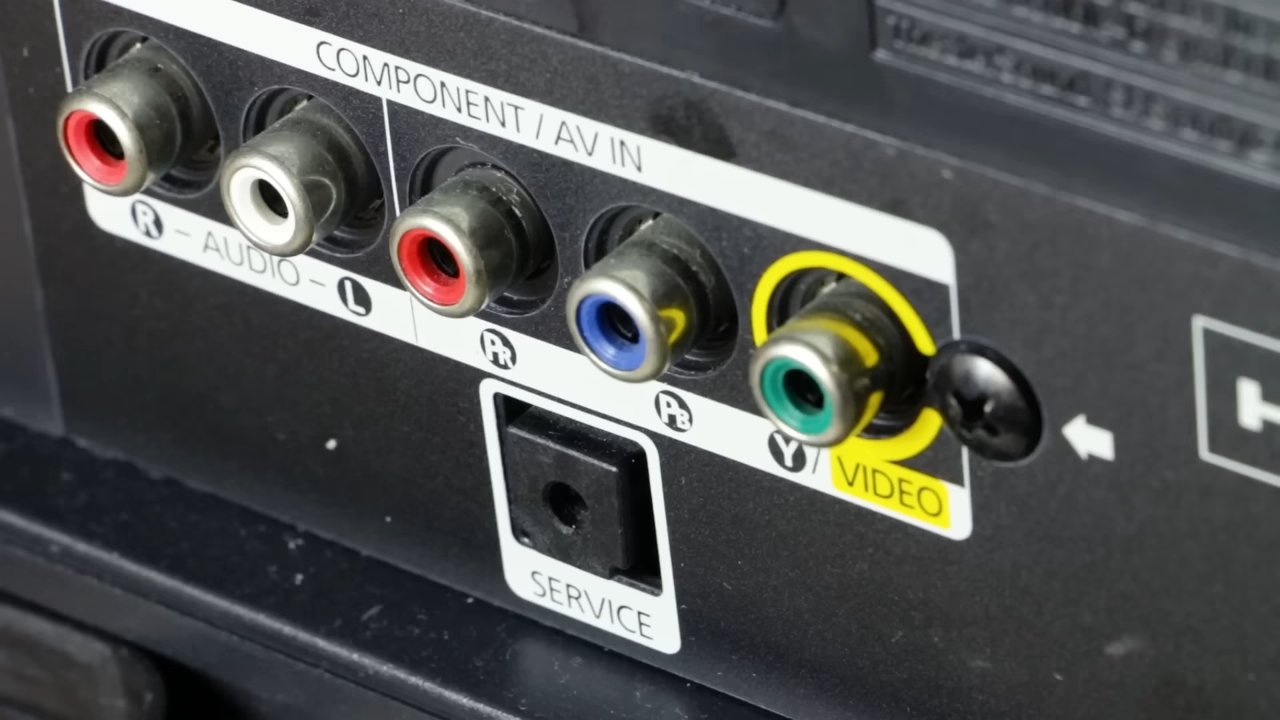 COMPONENT / AV IN
R - AUDIO - L
PR
PB
Y / VIDEO
SERVICE